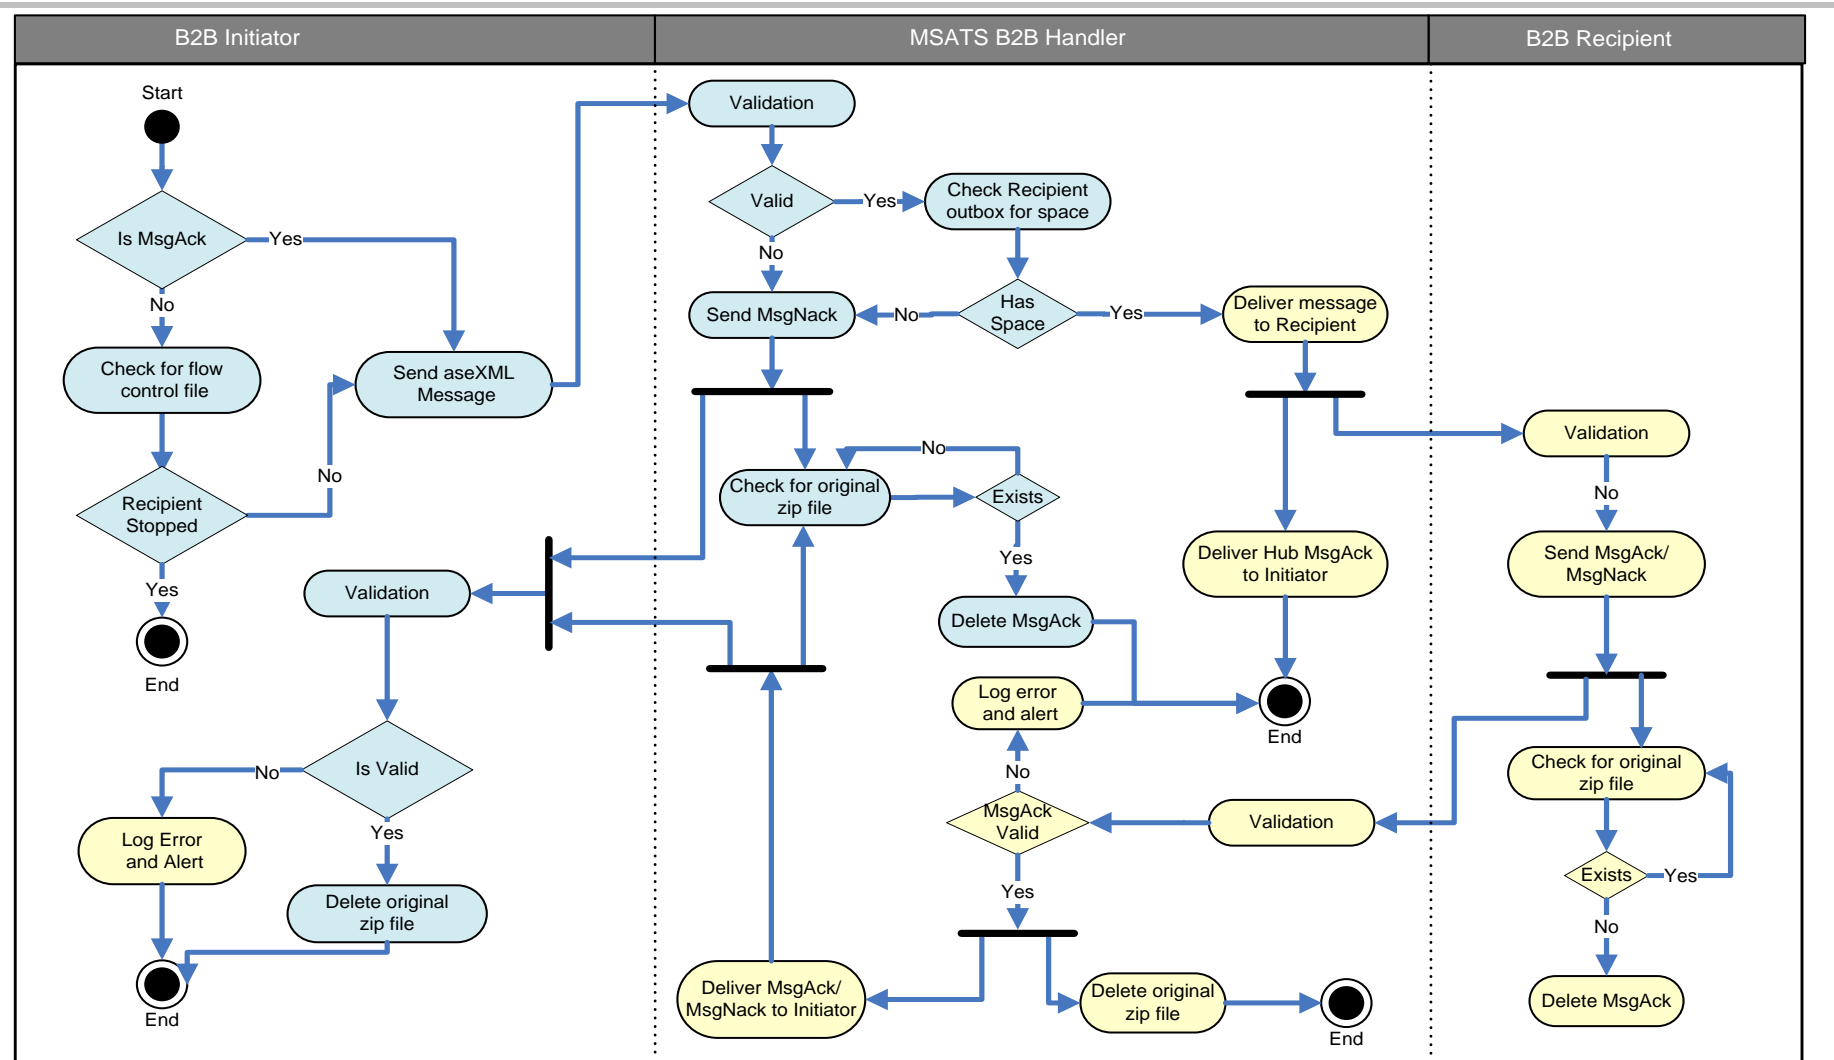 B2B Initiator
MSATS B2B Handler
B2B Recipient
Start
Is MsgAck
Yes
No
Check for flow
control file
Send aseXML
Message
No
Recipient
Stopped
Yes
End
Validation
Is Valid
No
Yes
Log Error
and Alert
Delete original
zip file
End
Validation
Valid
Yes
Check Recipient
outbox for space
No
Send MsgNack
No
Has
Space
Yes
Deliver message
to Recipient
No
Check for original
zip file
Exists
Yes
Delete MsgAck
Deliver Hub MsgAck
to Initiator
Log error
and alert
End
No
MsgAck
Valid
Validation
Yes
Deliver MsgAck/
MsgNack to Initiator
Delete original
zip file
End
Validation
No
Send MsgAck/
MsgNack
Check for original
zip file
Exists
Yes
No
Delete MsgAck